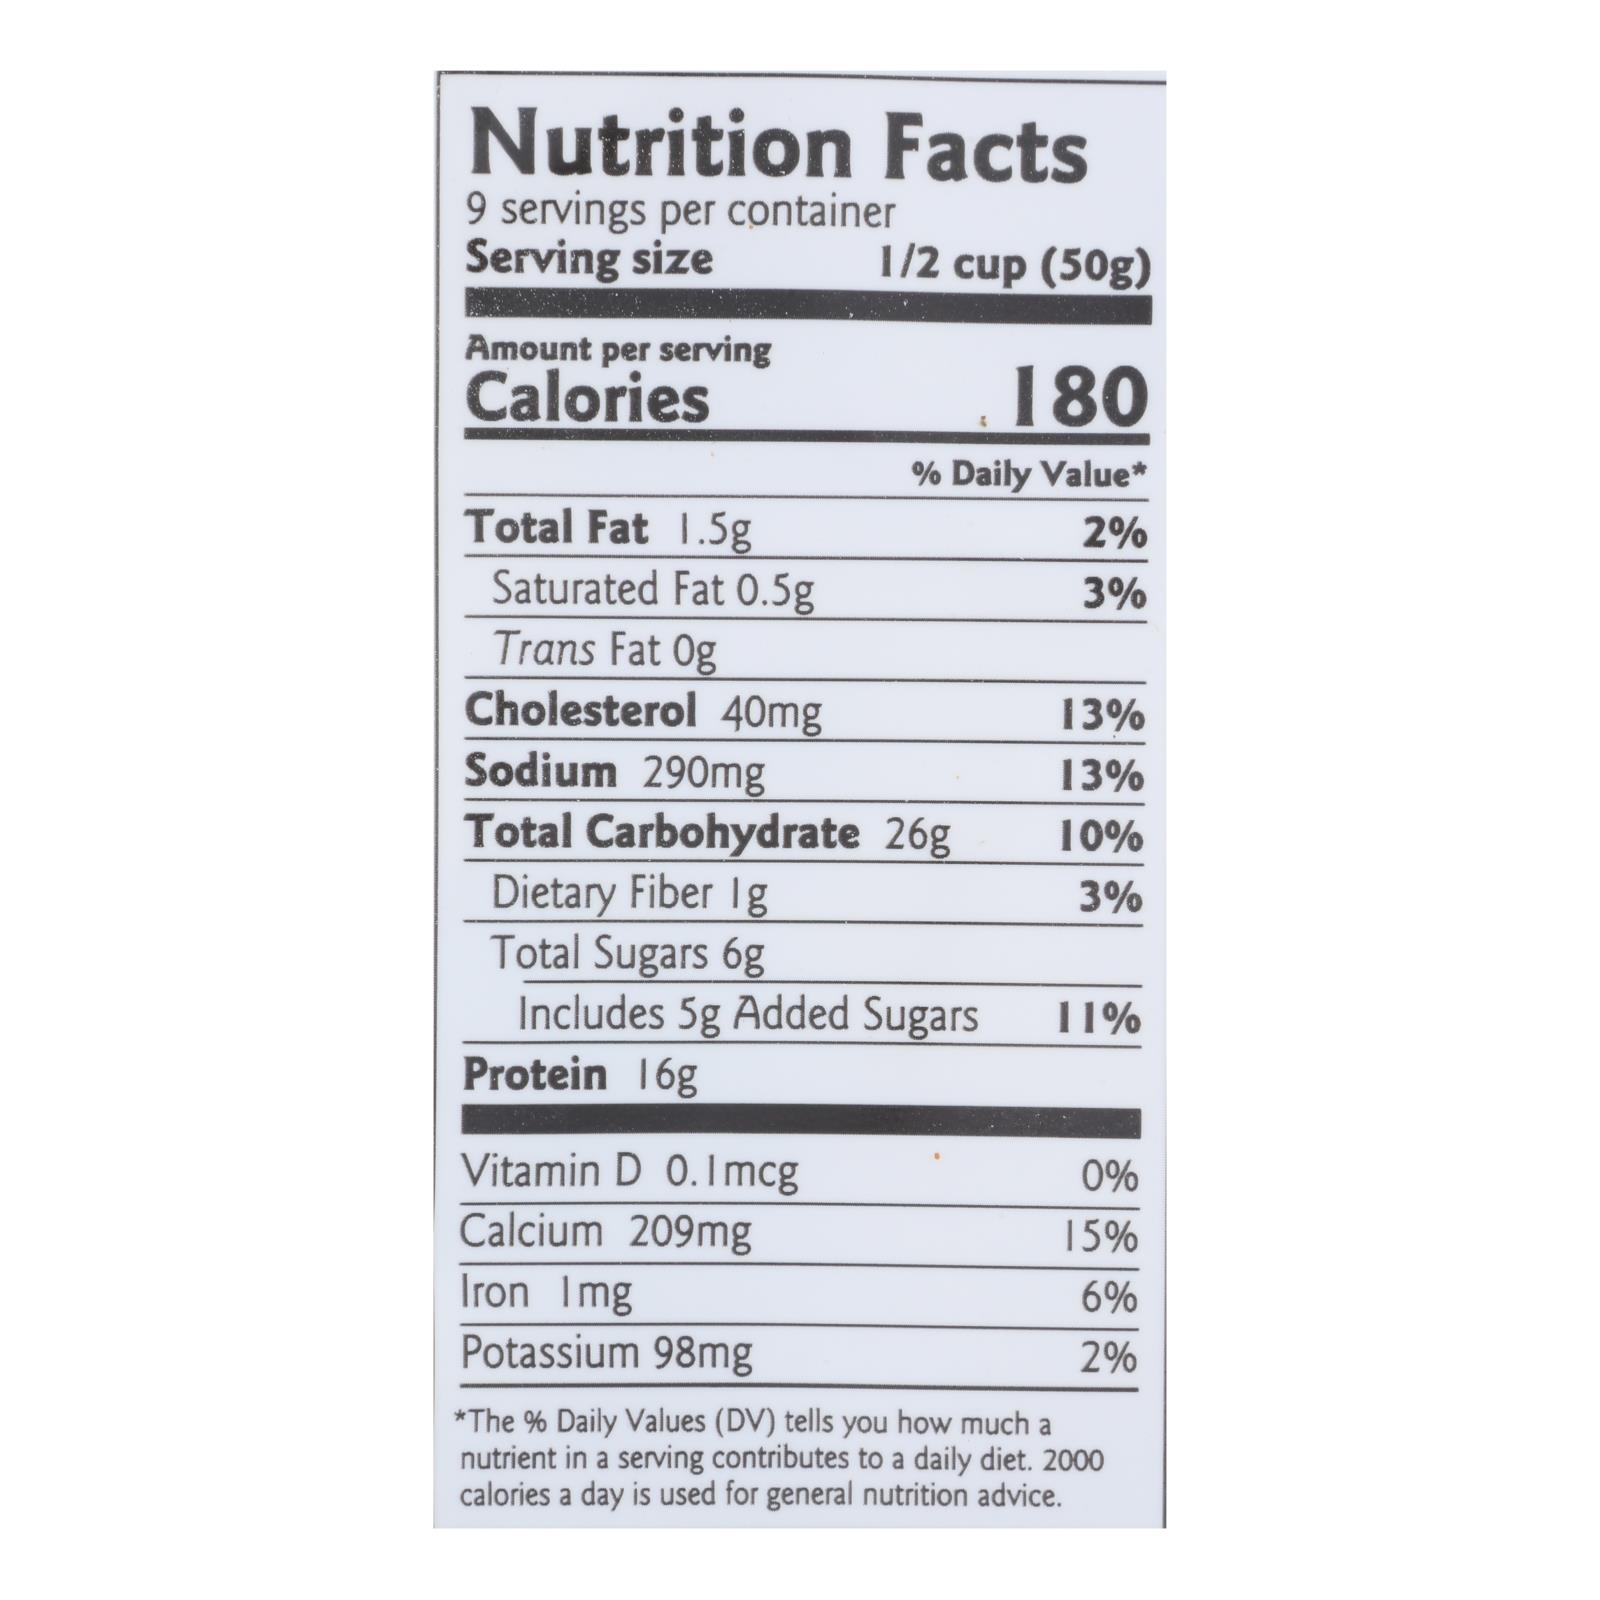 Nutrition Facts
9 servings per container
Serving size 1/2 cup (50g)
Amount per serving
Calories 180
% Daily Value*
Total Fat 1.5g 2%
Saturated Fat 0.5g 3%
Trans Fat 0g
Cholesterol 40mg 13%
Sodium 290mg 13%
Total Carbohydrate 26g 10%
Dietary Fiber 1g 3%
Total Sugars 6g
Includes 5g Added Sugars 11%
Protein 16g
Vitamin D 0.1mcg 0%
Calcium 209mg 15%
Iron 1mg 6%
Potassium 98mg 2%
*The % Daily Values (DV) tells you how much a
nutrient in a serving contributes to a daily diet. 2000
calories a day is used for general nutrition advice.